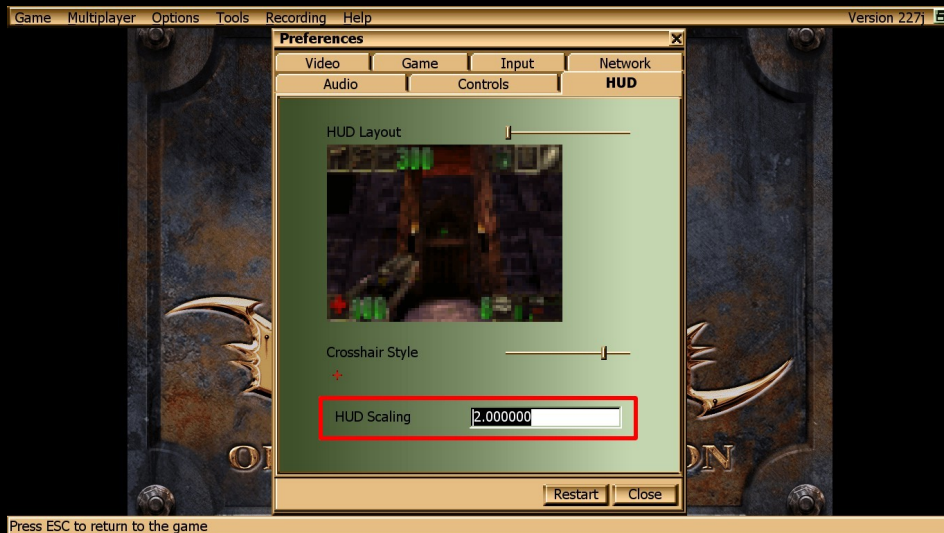 Game Multiplayer Options Tools Recording Help Version 227j
Preferences
Video Game Input Network
Audio Controls HUD
HUD Layout
300
Crosshair Style
HUD Scaling 2.000000
Restart Close
Press ESC to return to the game